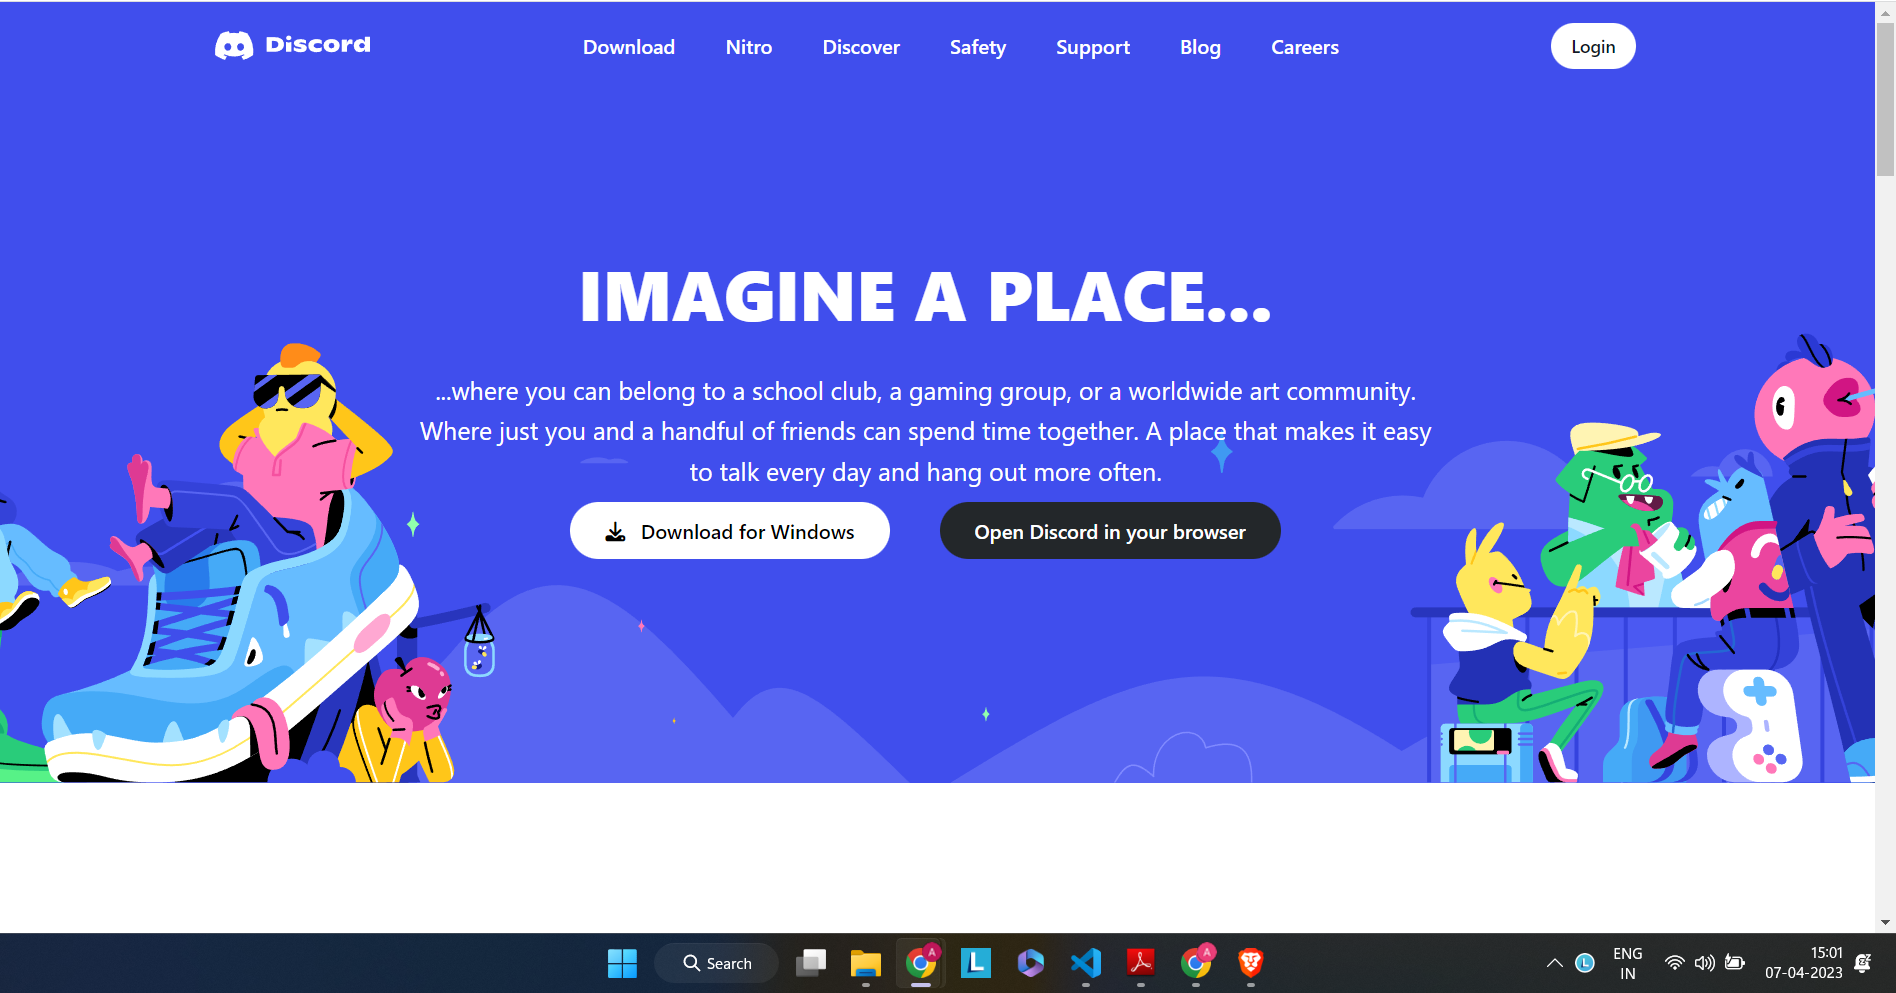 Discord
Download Nitro Discover Safety Support Blog Careers
Login
IMAGINE A PLACE...
...where you can belong to a school club, a gaming group, or a worldwide art community.
Where just you and a handful of friends can spend time together. A place that makes it easy
to talk every day and hang out more often.
Download for Windows
Open Discord in your browser
Search
A
L
A
L
ENG
IN
15:01
07-04-2023